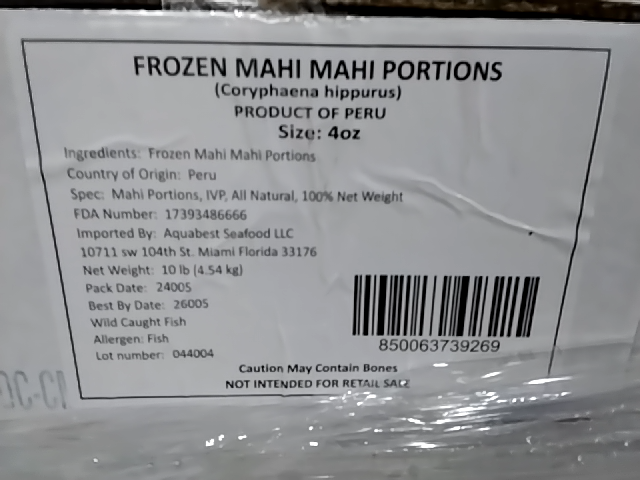 FROZEN MAHI MAHI PORTIONS
(Coryphaena hippurus)
PRODUCT OF PERU
Size: 4oz
Ingredients: Frozen Mahi Mahi Portions
Country of Origin: Peru
Spec: Mahi Portions, IVP, All Natural, 100% Net Weight
FDA Number: 17393486666
Imported By: Aquabest Seafood LLC
10711 sw 104th St. Miami Florida 33176
Net Weight: 10 lb (4.54 kg)
Pack Date: 24005
Best By Date: 26005
Wild Caught Fish
Allergen: Fish
Lot number: 044004
850063739269
Caution May Contain Bones
NOT INTENDED FOR RETAIL SALE